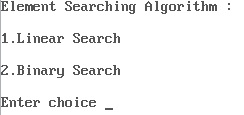 Element Searching Algorithm :
1.Linear Search
2.Binary Search
Enter choice _